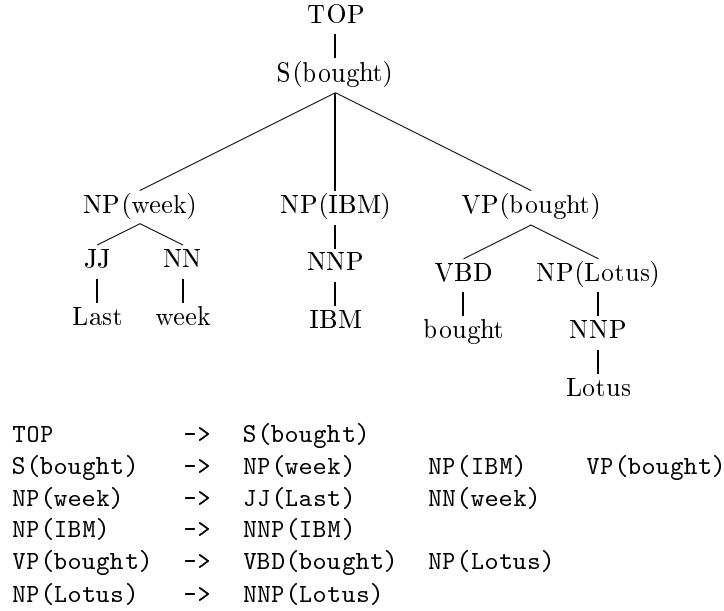 TOP
S(bought)
NP(week) NP(IBM) VP(bought)
JJ NN NNP VBD NP(Lotus)
Last week IBM bought NNP
Lotus
TOP -> S(bought)
S(bought) -> NP(week) NP(IBM) VP(bought)
NP(week) -> JJ(Last) NN(week)
NP(IBM) -> NNP(IBM)
VP(bought) -> VBD(bought) NP(Lotus)
NP(Lotus) -> NNP(Lotus)